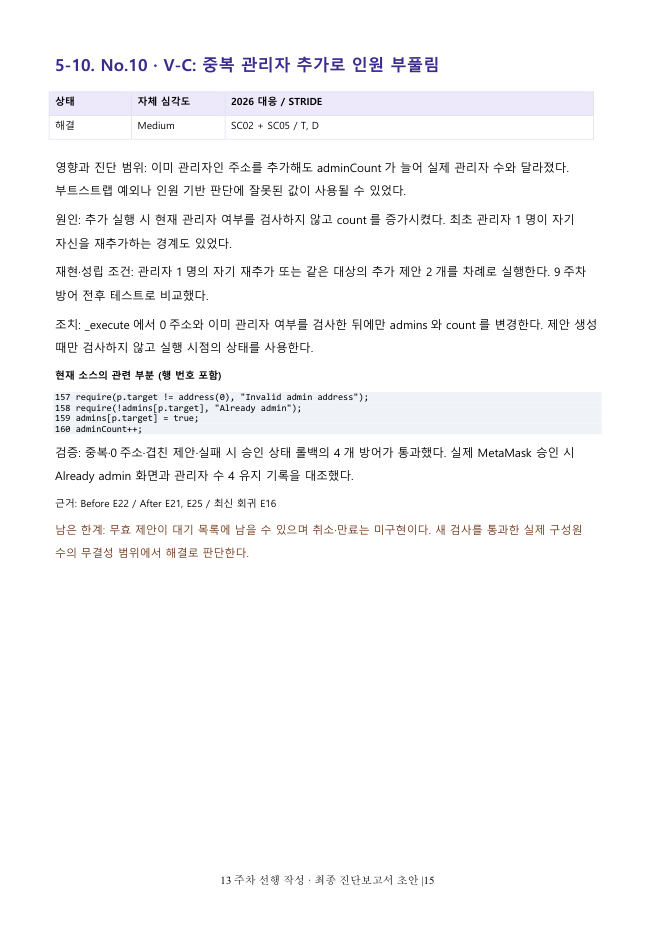 5-10. No.10 · V-C: 중복 관리자 추가로 인원 부풀림
상태 자체 심각도 2026 대응 / STRIDE
해결 Medium SC02 + SC05 / T, D
영향과 진단 범위: 이미 관리자인 주소를 추가해도 adminCount 가 늘어 실제 관리자 수와 달라졌다.
부트스트랩 예외나 인원 기반 판단에 잘못된 값이 사용될 수 있었다.
원인: 추가 실행 시 현재 관리자 여부를 검사하지 않고 count 를 증가시켰다. 최초 관리자 1 명이 자기
자신을 재추가하는 경계도 있었다.
재현·성립 조건: 관리자 1 명의 자기 재추가 또는 같은 대상의 추가 제안 2 개를 차례로 실행한다. 9 주차
방어 전후 테스트로 비교했다.
조치: _execute 에서 0 주소와 이미 관리자 여부를 검사한 뒤에만 admins 와 count 를 변경한다. 제안 생성
때만 검사하지 않고 실행 시점의 상태를 사용한다.
현재 소스의 관련 부분 (행 번호 포함)
157 require(p.target != address(0), "Invalid admin address");
158 require(!admins[p.target], "Already admin");
159 admins[p.target] = true;
160 adminCount++;
검증: 중복·0 주소·겹친 제안·실패 시 승인 상태 롤백의 4 개 방어가 통과했다. 실제 MetaMask 승인 시
Already admin 화면과 관리자 수 4 유지 기록을 대조했다.
근거: Before E22 / After E21, E25 / 최신 회귀 E16
남은 한계: 무효 제안이 대기 목록에 남을 수 있으며 취소·만료는 미구현이다. 새 검사를 통과한 실제 구성원
수의 무결성 범위에서 해결로 판단한다.
13 주차 선행 작성 · 최종 진단보고서 초안 |15